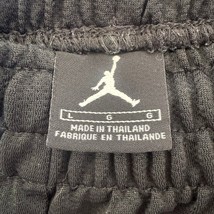 L G G
MADE IN THAILAND
FABRIQUE EN THAILANDE